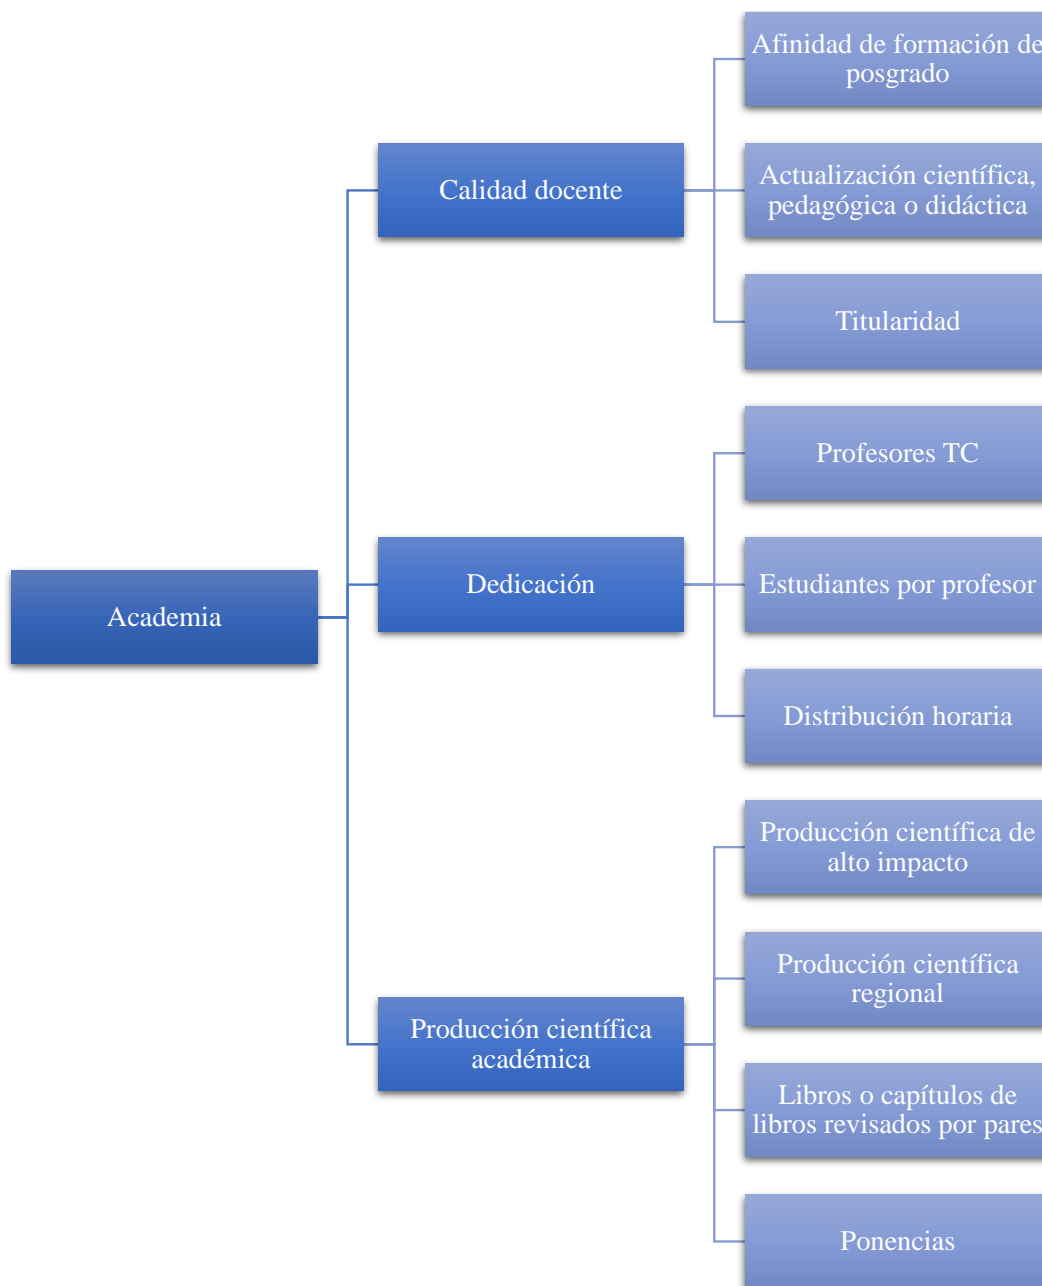 Academia
Calidad docente
Afinidad de formación de
posgrado
Actualización científica,
pedagógica o didáctica
Titularidad
Dedicación
Profesores TC
Estudiantes por profesor
Distribución horaria
Producción científica
académica
Producción científica de
alto impacto
Producción científica
regional
Libros o capítulos de
libros revisados por pares
Ponencias